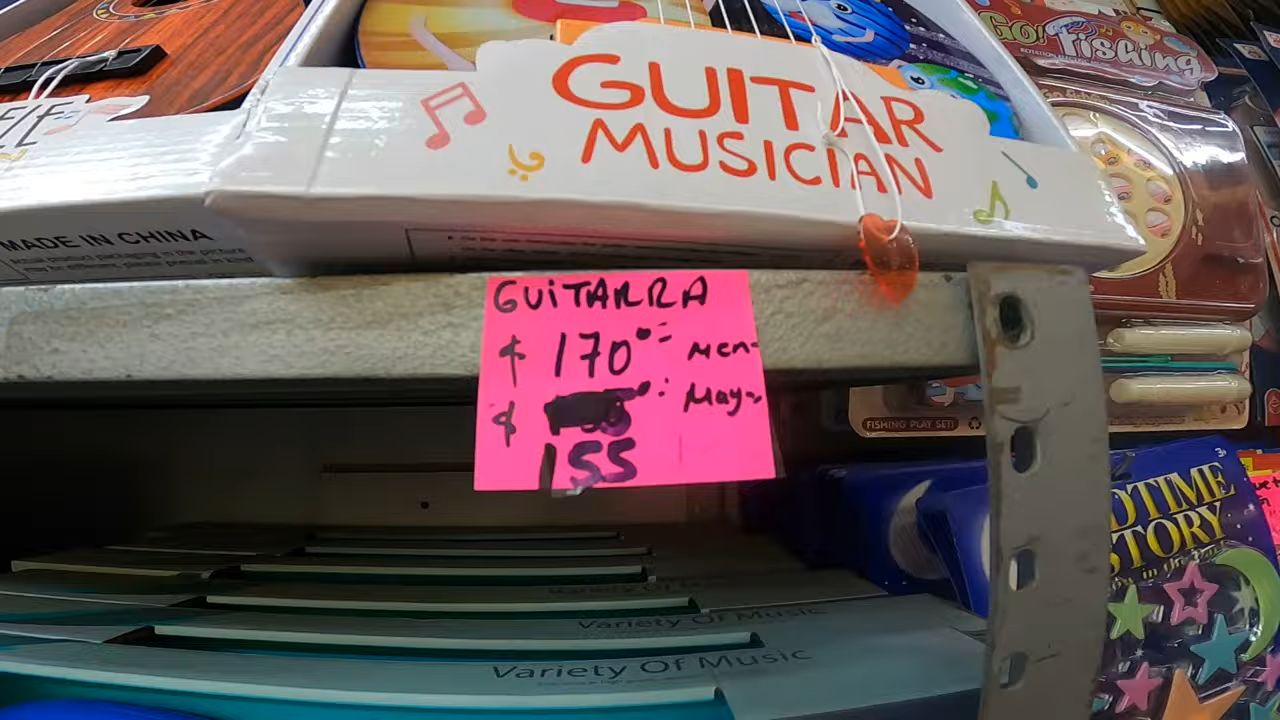 GO! Fishing
GUITAR
MUSICIAN
MADE IN CHINA
GUiTARRA
$ 170 Men-
$ May-
155
FISHING PLAY SET!
Variety Of Music
Variety Of Music
TIME
STORY